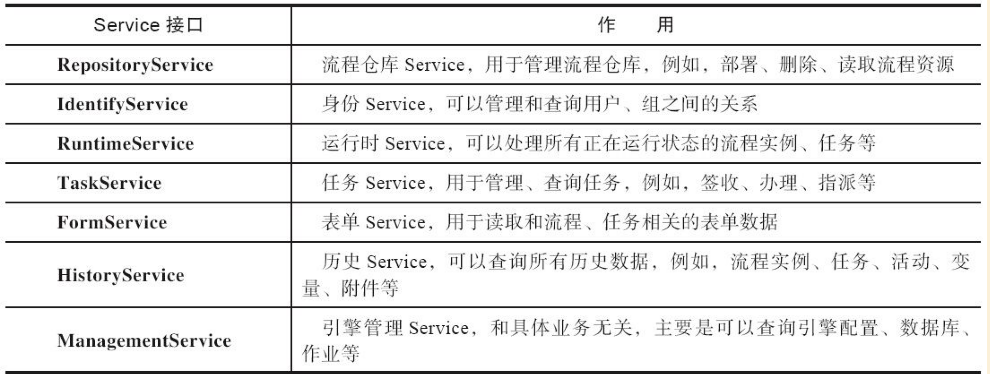 Service 接口 作 用
RepositoryService 流程仓库 Service，用于管理流程仓库，例如，部署、删除、读取流程资源
IdentifyService 身份 Service，可以管理和查询用户、组之间的关系
RuntimeService 运行时 Service，可以处理所有正在运行状态的流程实例、任务等
TaskService 任务 Service，用于管理、查询任务，例如，签收、办理、指派等
FormService 表单 Service，用于读取和流程、任务相关的表单数据
HistoryService 历史 Service，可以查询所有历史数据，例如，流程实例、任务、活动、变
量、附件等
ManagementService 引擎管理 Service，和具体业务无关，主要是可以查询引擎配置、数据库、
作业等